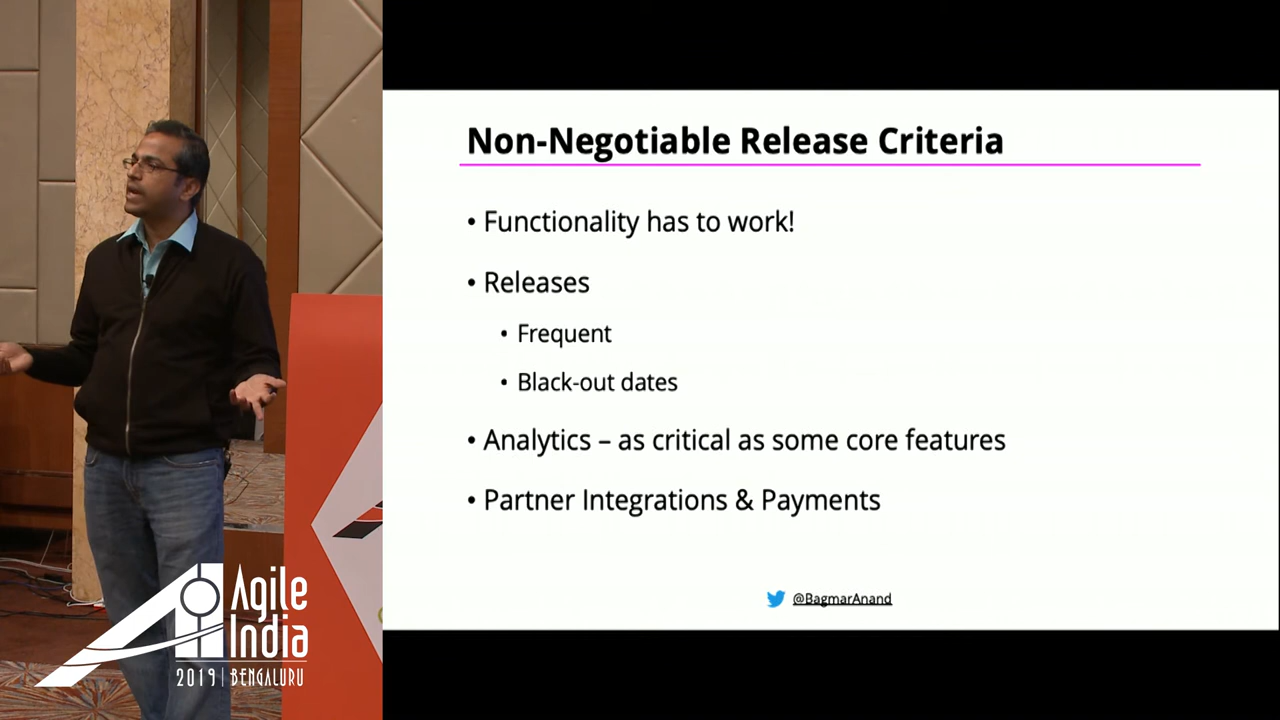 Non-Negotiable Release Criteria
• Functionality has to work!
• Releases
• Frequent
• Black-out dates
• Analytics – as critical as some core features
• Partner Integrations & Payments
@BagmarAnand
Agile
India
2019 | BENGALURU